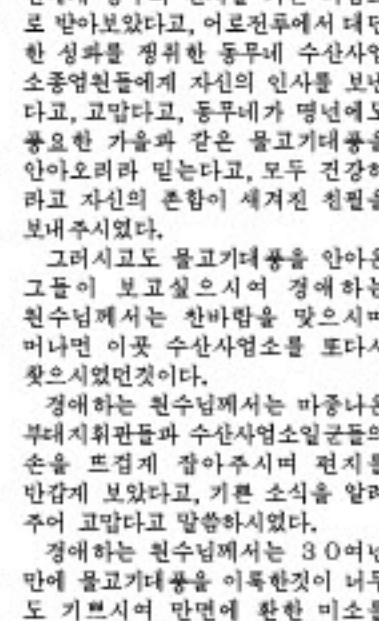 로 받아보았다고, 어로전투에서 대단
한 성과를 쟁취한 동무네 수산사업
소종업원들에게 자신의 인사를 보낸
다고, 고맙다고, 동무네가 명년에도
풍요한 가을과 같은 물고기대풍을
안아오리라 믿는다고, 모두 건강하
라고 자신의 존함이 새겨진 친필을
보내주시였다.
그러시고도 물고기대풍을 안아온
그들이 보고싶으시여 경애하는
원수님께서는 찬바람을 맞으시며
머나먼 이곳 수산사업소를 또다시
찾으시였던것이다.
경애하는 원수님께서는 마중나온
부대지휘관들과 수산사업소일군들의
손을 뜨겁게 잡아주시며 편지를
반갑게 보았다고, 기쁜 소식을 알려
주어 고맙다고 말씀하시였다.
경애하는 원수님께서는 30여년
만에 물고기대풍을 이룩한것이 너무
도 기쁘시여 만면에 환한 미소를